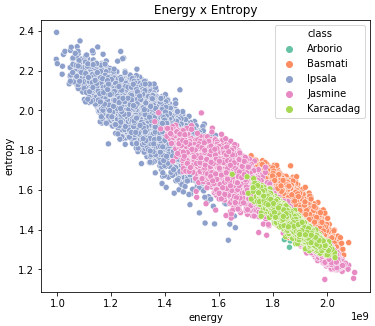 Energy x Entropy
class
Arborio
Basmati
Ipsala
Jasmine
Karacadag
entropy
2.4
2.2
2.0
1.8
1.6
1.4
1.2
1.0 1.2 1.4 1.6 1.8 2.0
1e9
energy